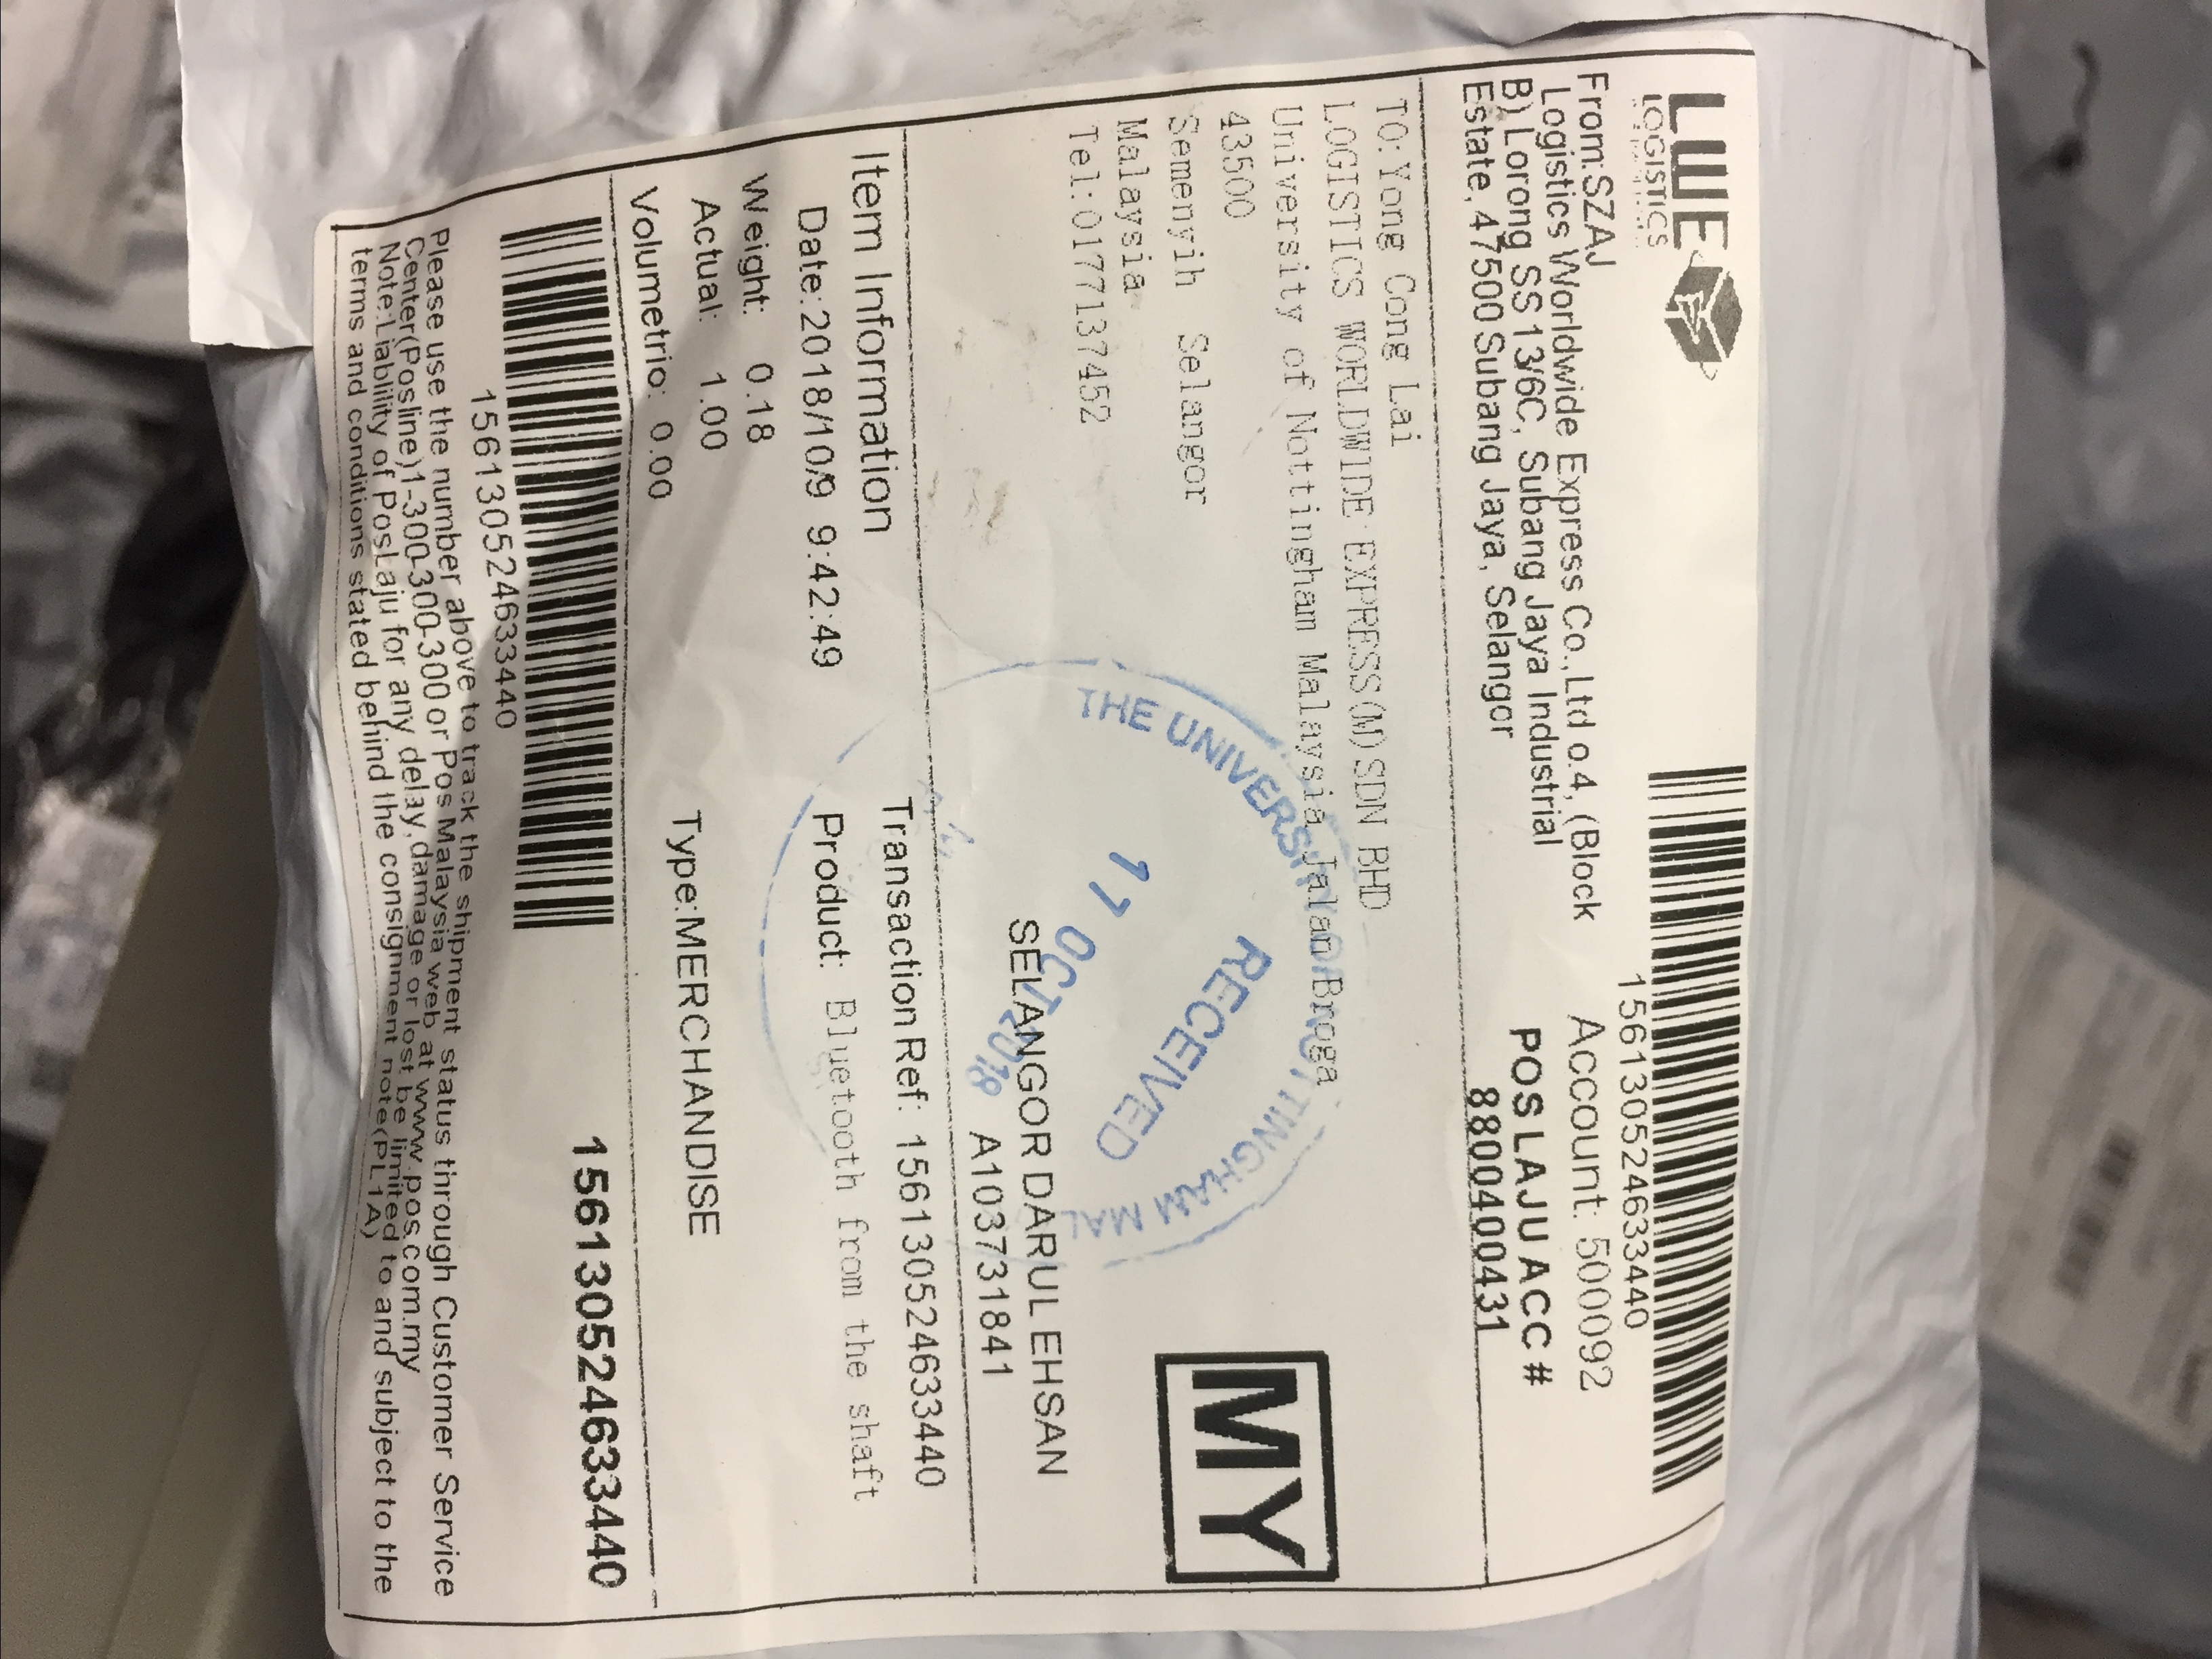 LWE
LOGISTICS
156130524633440
From:SZAJ
Logistics Worldwide Express Co.,Ltd o.4, (Block
B) Lorong SS13/6C, Subang Jaya Industrial
Estate, 47500 Subang Jaya, Selangor
Account: 500092
POS LAJU ACC #
8800400431
TO:Yong Cong Lai
LOGISTICS WORLDWIDE EXPRESS(M)SDN BHD
University of Nottingham Malaysia Jalan Broga
43500
Semenyih Selangor
Malaysia
Tel:0177137452
MY
THE UNIVERSITY OF NOTTINGHAM MAL
RECEIVED
17 OCT 2018
SELANGOR DARUL EHSAN
A103731841
Item Information
Date:2018/10/9 9:42:49
Weight: 0.18
Actual: 1.00
Volumetrio: 0.00
Transaction Ref: 156130524633440
Product: Bluetooth from the shaft
Type:MERCHANDISE
156130524633440
156130524633440
Please use the number above to track the shipment status through Customer Service
Center(Posline)1-300-300-300 or Pos Malaysia web at www.pos.com.my
Note:Liablility of PosLaju for any delay,damage or lost be limited to and subject to the
terms and conditions stated behind the consignment note(PL1A)